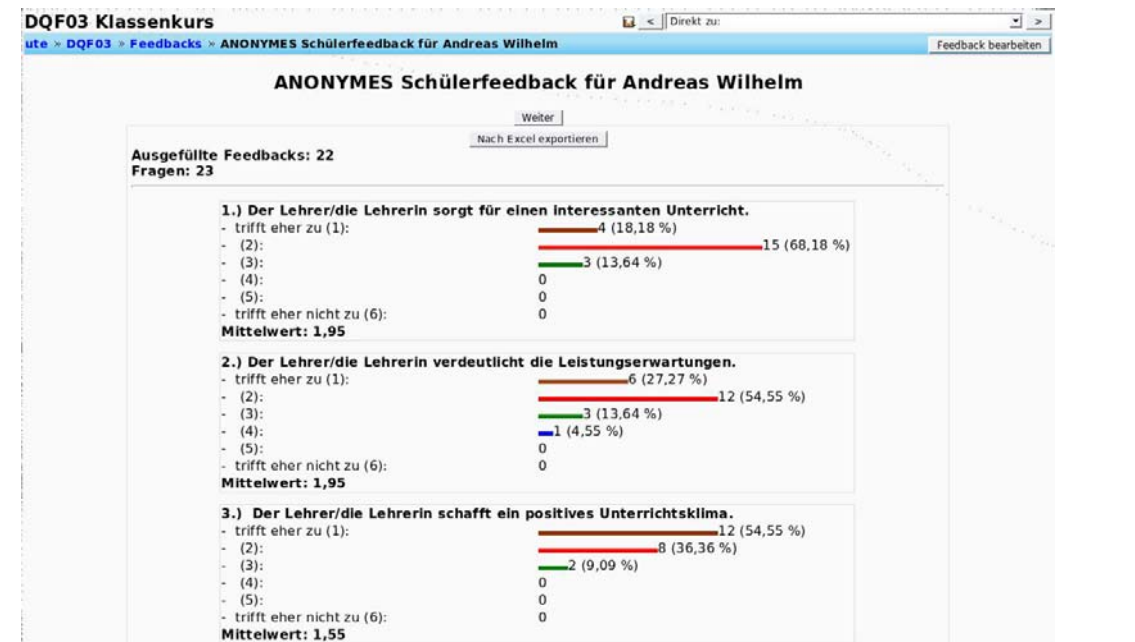 DQF03 Klassenkurs
< Direkt zu: >
ute » DQF03 » Feedbacks » ANONYMES Schülerfeedback für Andreas Wilhelm Feedback bearbeiten
ANONYMES Schülerfeedback für Andreas Wilhelm
Weiter
Nach Excel exportieren
Ausgefüllte Feedbacks: 22
Fragen: 23
1.) Der Lehrer/die Lehrerin sorgt für einen interessanten Unterricht.
- trifft eher zu (1): 4 (18,18 %)
- (2): 15 (68,18 %)
- (3): 3 (13,64 %)
- (4): 0
- (5): 0
- trifft eher nicht zu (6): 0
Mittelwert: 1,95
2.) Der Lehrer/die Lehrerin verdeutlicht die Leistungserwartungen.
- trifft eher zu (1): 6 (27,27 %)
- (2): 12 (54,55 %)
- (3): 3 (13,64 %)
- (4): 1 (4,55 %)
- (5): 0
- trifft eher nicht zu (6): 0
Mittelwert: 1,95
3.) Der Lehrer/die Lehrerin schafft ein positives Unterrichtsklima.
- trifft eher zu (1): 12 (54,55 %)
- (2): 8 (36,36 %)
- (3): 2 (9,09 %)
- (4): 0
- (5): 0
- trifft eher nicht zu (6): 0
Mittelwert: 1,55